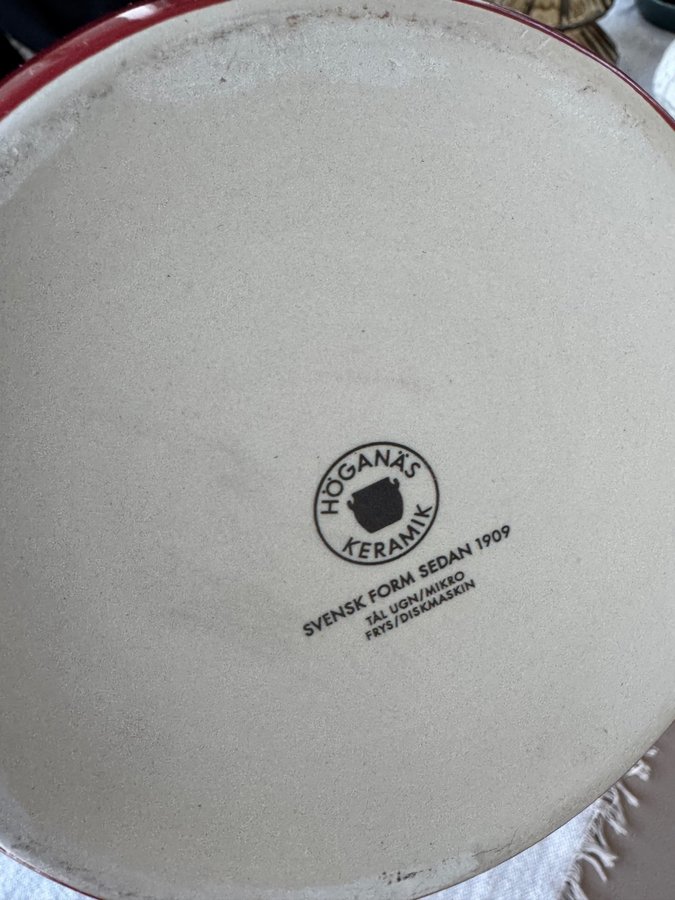 HÖGANÄS
KERAMIK
SVENSK FORM SEDAN 1909
TÅL UGN/MIKRO
FRYS/DISKMASKIN